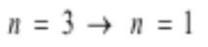 n = 3 → n = 1